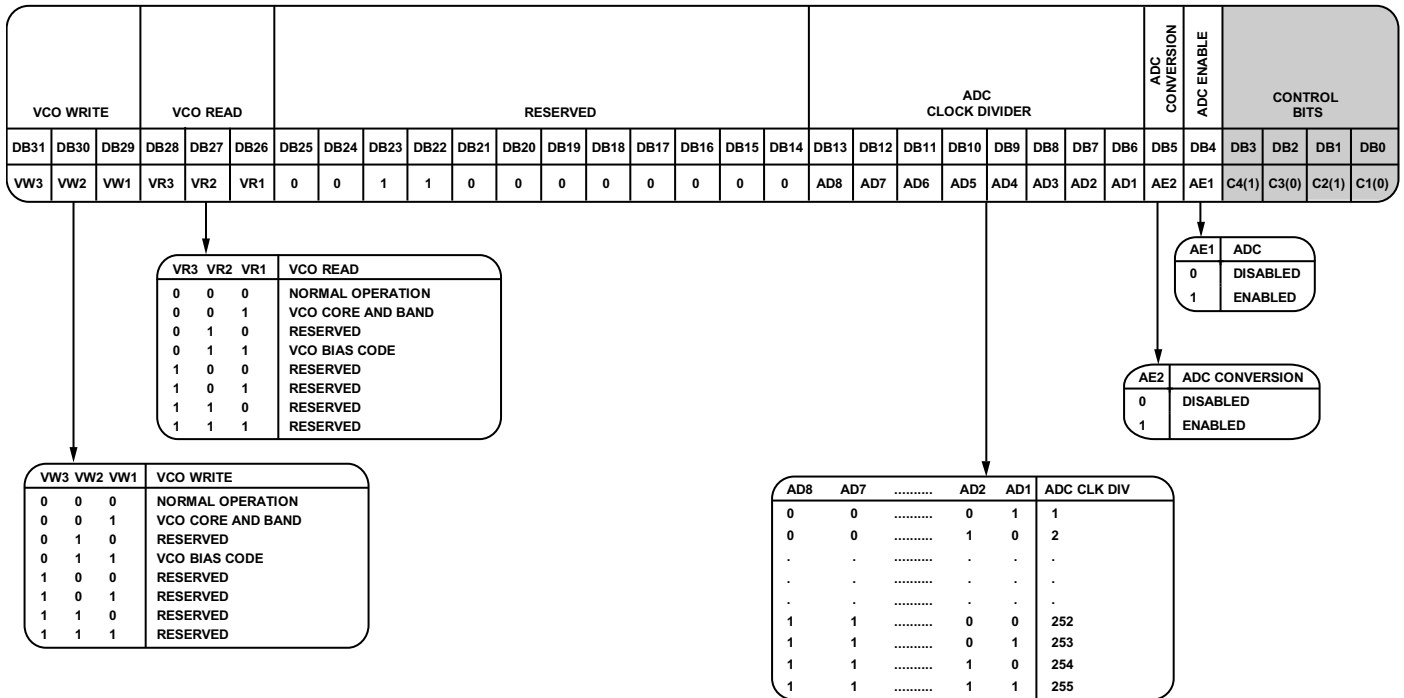 VCO WRITE VCO READ RESERVED ADC CLOCK DIVIDER ADC CONVERSION ADC ENABLE CONTROL BITS
DB31 DB30 DB29 DB28 DB27 DB26 DB25 DB24 DB23 DB22 DB21 DB20 DB19 DB18 DB17 DB16 DB15 DB14 DB13 DB12 DB11 DB10 DB9 DB8 DB7 DB6 DB5 DB4 DB3 DB2 DB1 DB0
VW3 VW2 VW1 VR3 VR2 VR1 0 0 1 1 0 0 0 0 0 0 0 0 AD8 AD7 AD6 AD5 AD4 AD3 AD2 AD1 AE2 AE1 C4(1) C3(0) C2(1) C1(0)
VR3 VR2 VR1 VCO READ
0 0 0 NORMAL OPERATION
0 0 1 VCO CORE AND BAND
0 1 0 RESERVED
0 1 1 VCO BIAS CODE
1 0 0 RESERVED
1 0 1 RESERVED
1 1 0 RESERVED
1 1 1 RESERVED
AE1 ADC
0 DISABLED
1 ENABLED
AE2 ADC CONVERSION
0 DISABLED
1 ENABLED
VW3 VW2 VW1 VCO WRITE
0 0 0 NORMAL OPERATION
0 0 1 VCO CORE AND BAND
0 1 0 RESERVED
0 1 1 VCO BIAS CODE
1 0 0 RESERVED
1 0 1 RESERVED
1 1 0 RESERVED
1 1 1 RESERVED
AD8 AD7 .......... AD2 AD1 ADC CLK DIV
0 0 .......... 0 1 1
0 0 .......... 1 0 2
. . .......... . . .
. . .......... . . .
. . .......... . . .
1 1 .......... 0 0 252
1 1 .......... 0 1 253
1 1 .......... 1 0 254
1 1 .......... 1 1 255